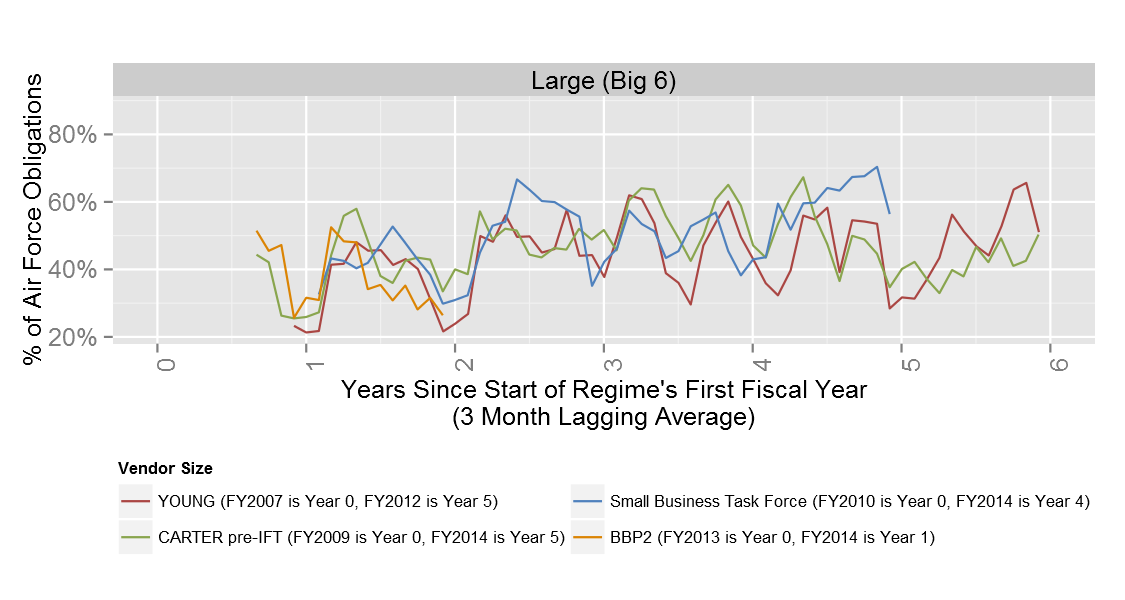 Large (Big 6)
% of Air Force Obligations
80%
60%
40%
20%
0
1
2
3
4
5
6
Years Since Start of Regime's First Fiscal Year
(3 Month Lagging Average)
Vendor Size
YOUNG (FY2007 is Year 0, FY2012 is Year 5)
Small Business Task Force (FY2010 is Year 0, FY2014 is Year 4)
CARTER pre-IFT (FY2009 is Year 0, FY2014 is Year 5)
BBP2 (FY2013 is Year 0, FY2014 is Year 1)